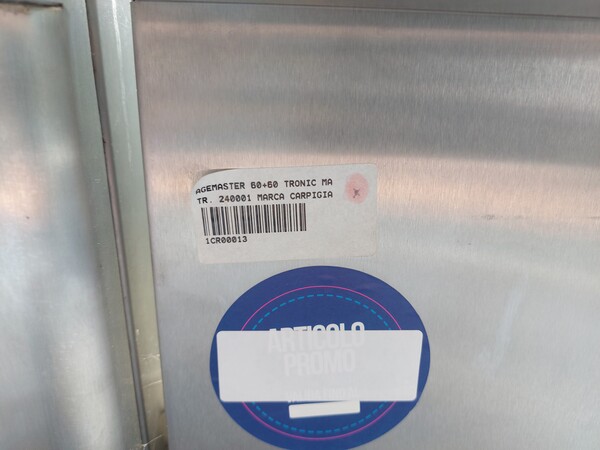 AGEMASTER 60+60 TRONIC MA
TR. 240001 MARCA CARPIGIA
1CR00013
ARTICOLO
PROMO